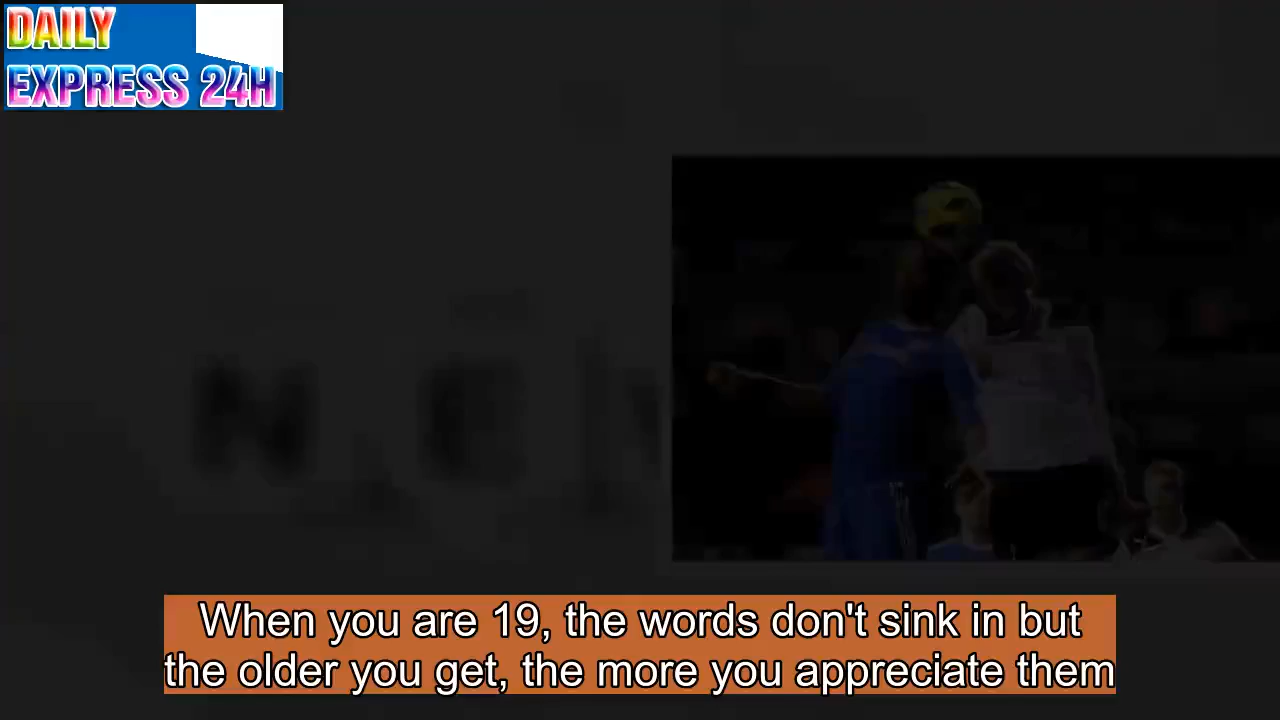 DAILY
EXPRESS 24H
When you are 19, the words don't sink in but
the older you get, the more you appreciate them